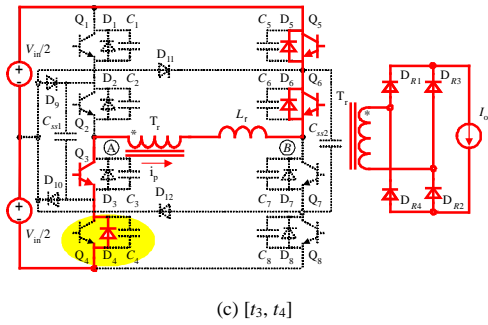 Q1 D1 C1 C5 D5 Q5
Vin/2 D11
D9 D2 C2 C6 D6 Q6 Tr DR1 DR3
Css1 Q2 Tr Lr Css2 Io
* A B *
Q3 ip
D10 D3 C3 D12 C7 D7 Q7 DR4 DR2
Vin/2
Q4 D4 C4 C8 D8 Q8
(c) [t3, t4]